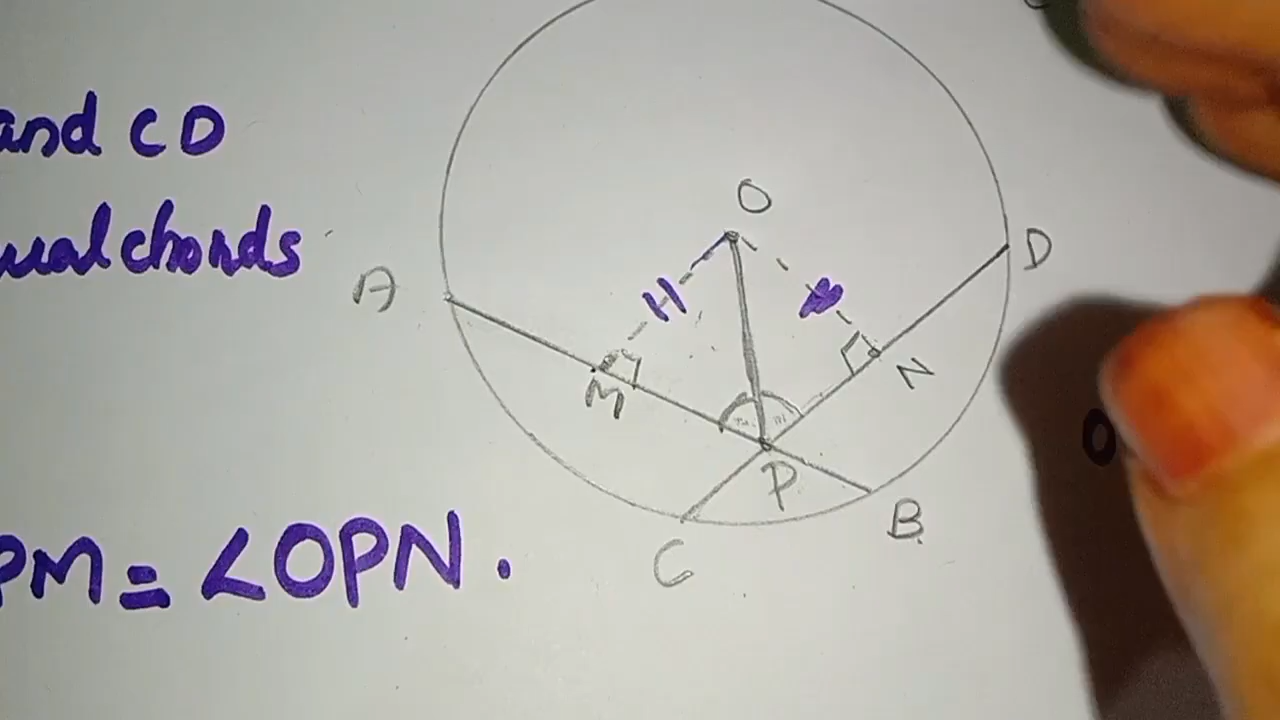 and CD
ual chords
O
D
A
M
N
P
B
C
PM = ∠OPN.